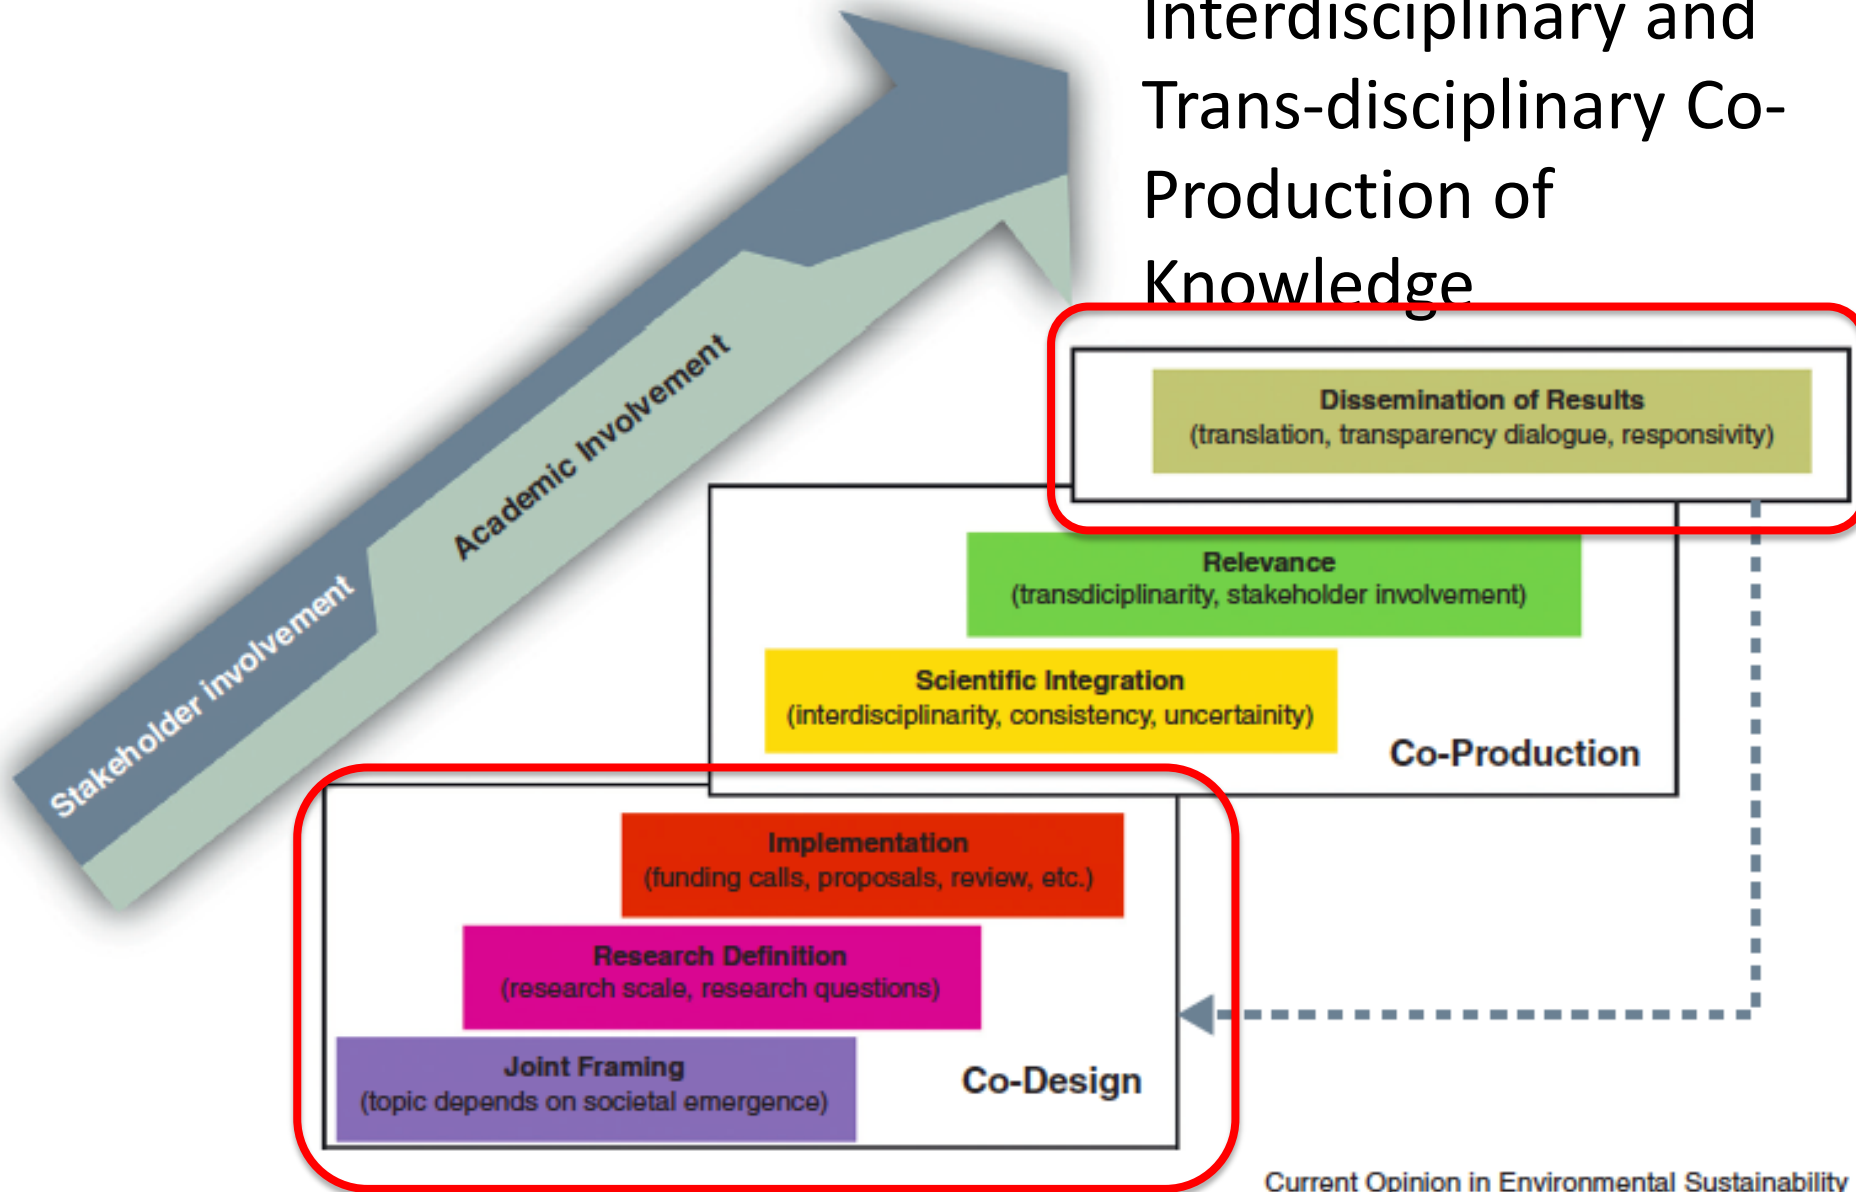 Interdisciplinary and
Trans-disciplinary Co-
Production of
Knowledge
Stakeholder involvement
Academic Involvement
Dissemination of Results
(translation, transparency dialogue, responsivity)
Relevance
(transdiciplinarity, stakeholder involvement)
Scientific Integration
(interdisciplinarity, consistency, uncertainity)
Co-Production
Implementation
(funding calls, proposals, review, etc.)
Research Definition
(research scale, research questions)
Joint Framing
(topic depends on societal emergence)
Co-Design
Current Opinion in Environmental Sustainability